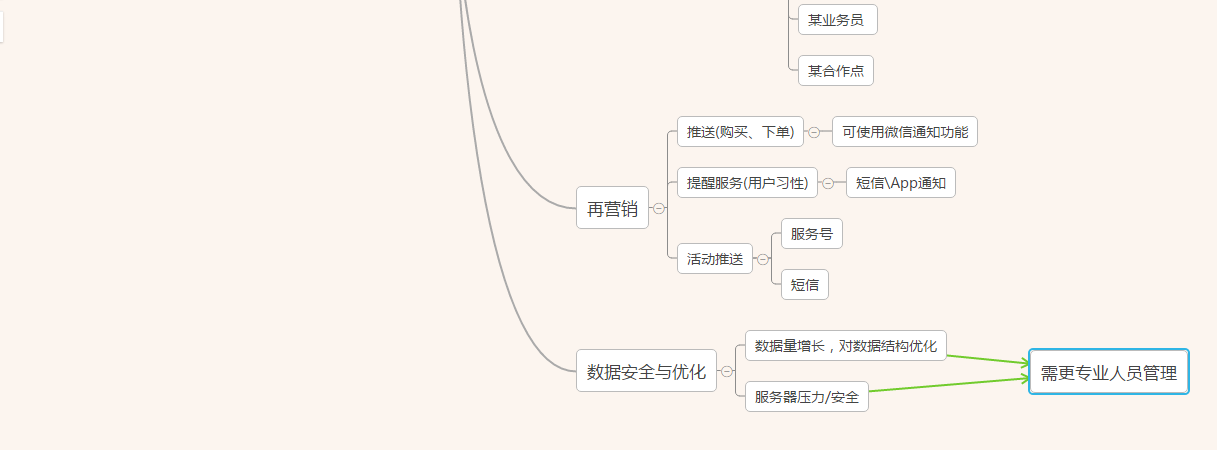 某业务员
某合作点
推送(购买、下单)
可使用微信通知功能
提醒服务(用户习性)
短信\App通知
再营销
活动推送
服务号
短信
数据安全与优化
数据量增长，对数据结构优化
服务器压力/安全
需更专业人员管理